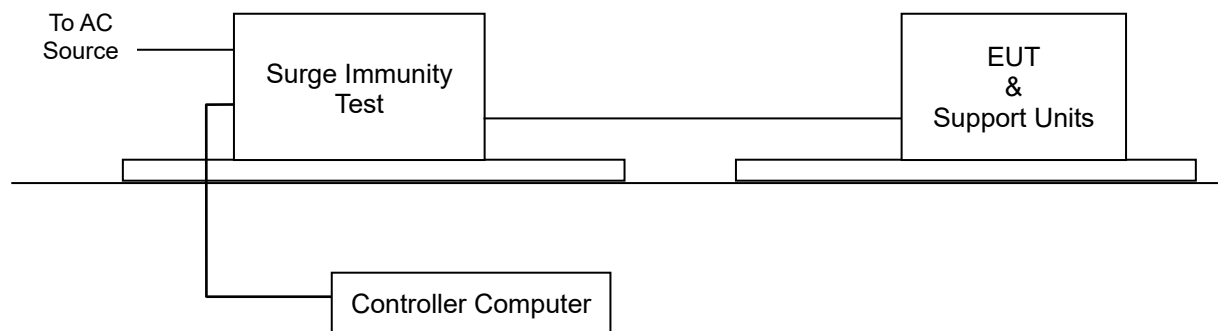 To AC
Source
Surge Immunity
Test
EUT
&
Support Units
Controller Computer